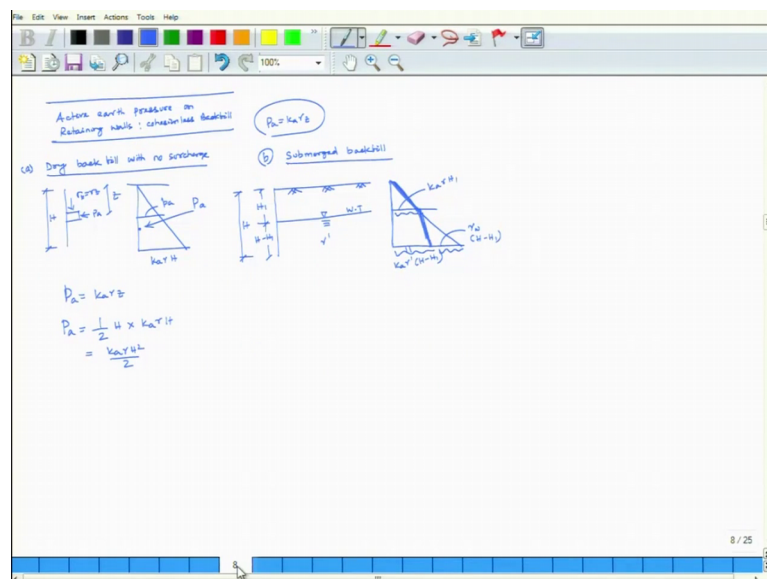 File Edit View Insert Actions Tools Help
B I
100%
Active earth pressure on
Retaining walls : cohesionless Backfill
Pa = ka γ z
(a) Dry backfill with no surcharge
(b) Submerged backfill
H
z
pa
Pa
ka γ H
H
H1
H-H1
W.T
γ'
ka γ H1
γw
(H-H1)
ka γ' (H-H1)
Pa = ka γ z
Pa = 1/2 H × ka γ H
= ka γ H² / 2
8 / 25
8